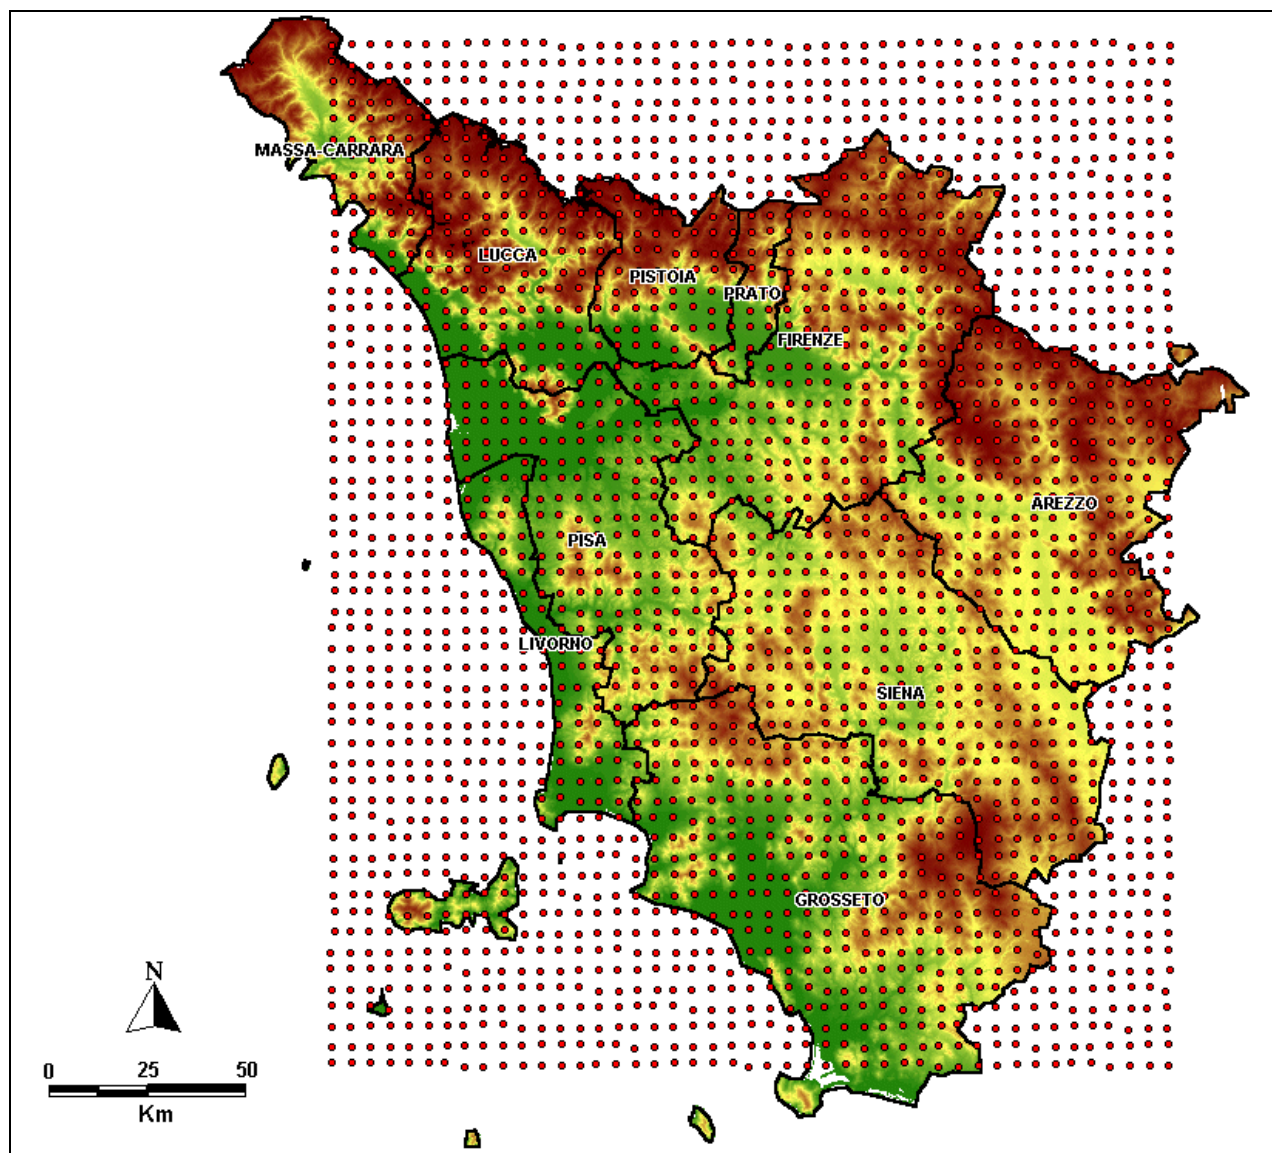 MASSA-CARRARA
LUCCA
PISTOIA
PRATO
FIRENZE
AREZZO
PISA
LIVORNO
SIENA
GROSSETO
N
0 25 50
Km